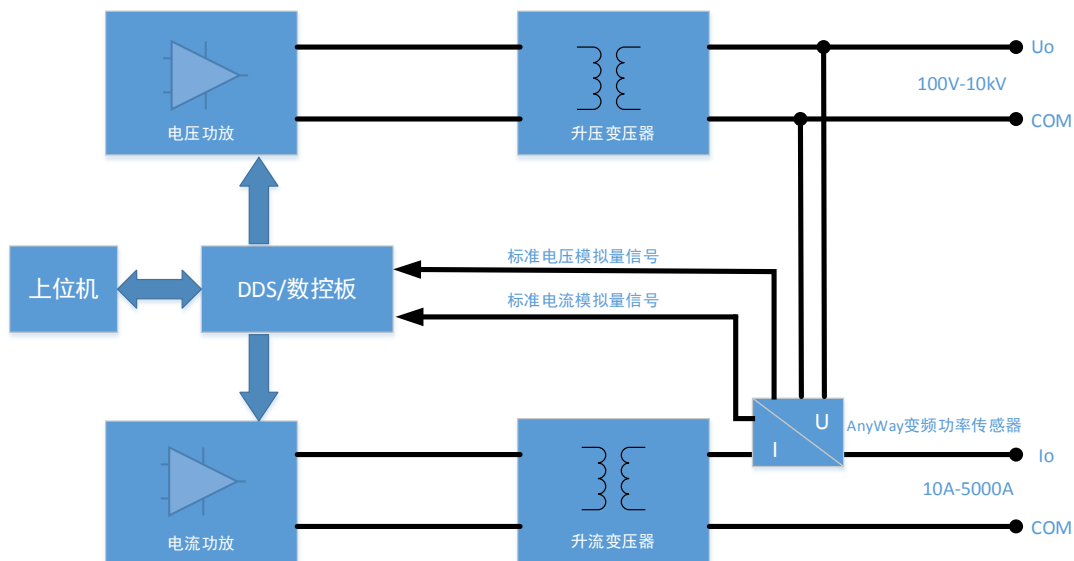 Uo
100V-10kV
COM
电压功放
升压变压器
标准电压模拟量信号
上位机
DDS/数控板
标准电流模拟量信号
U
I
AnyWay变频功率传感器
Io
10A-5000A
COM
电流功放
升流变压器